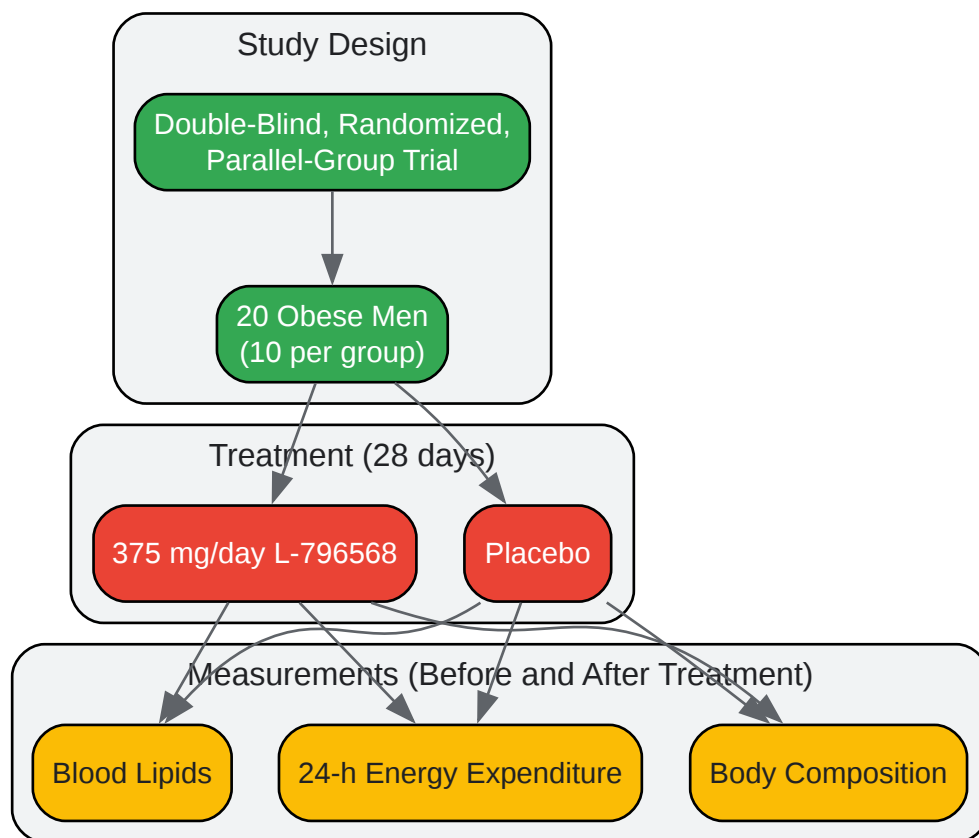 Study Design
Double-Blind, Randomized,
Parallel-Group Trial
20 Obese Men
(10 per group)
Treatment (28 days)
375 mg/day L-796568
Placebo
Measurements (Before and After Treatment)
Blood Lipids
24-h Energy Expenditure
Body Composition